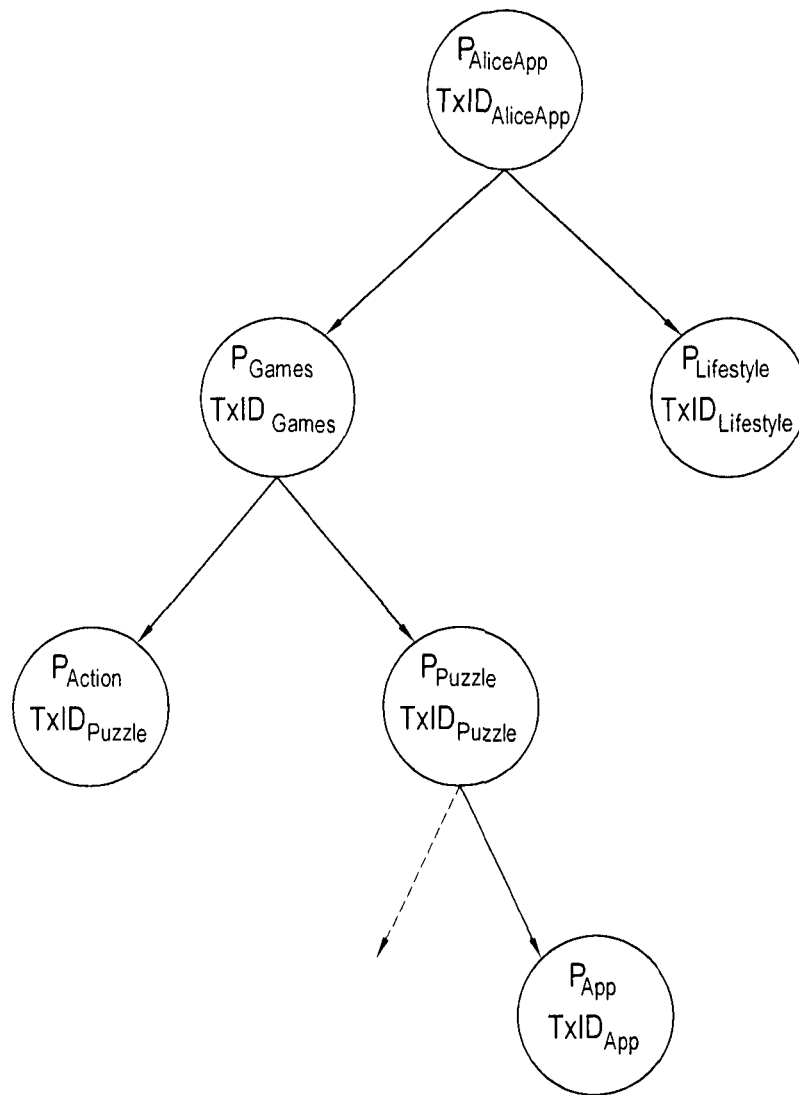 P_AliceApp
TxID_AliceApp
P_Games
TxID_Games
P_Lifestyle
TxID_Lifestyle
P_Action
TxID_Puzzle
P_Puzzle
TxID_Puzzle
P_App
TxID_App